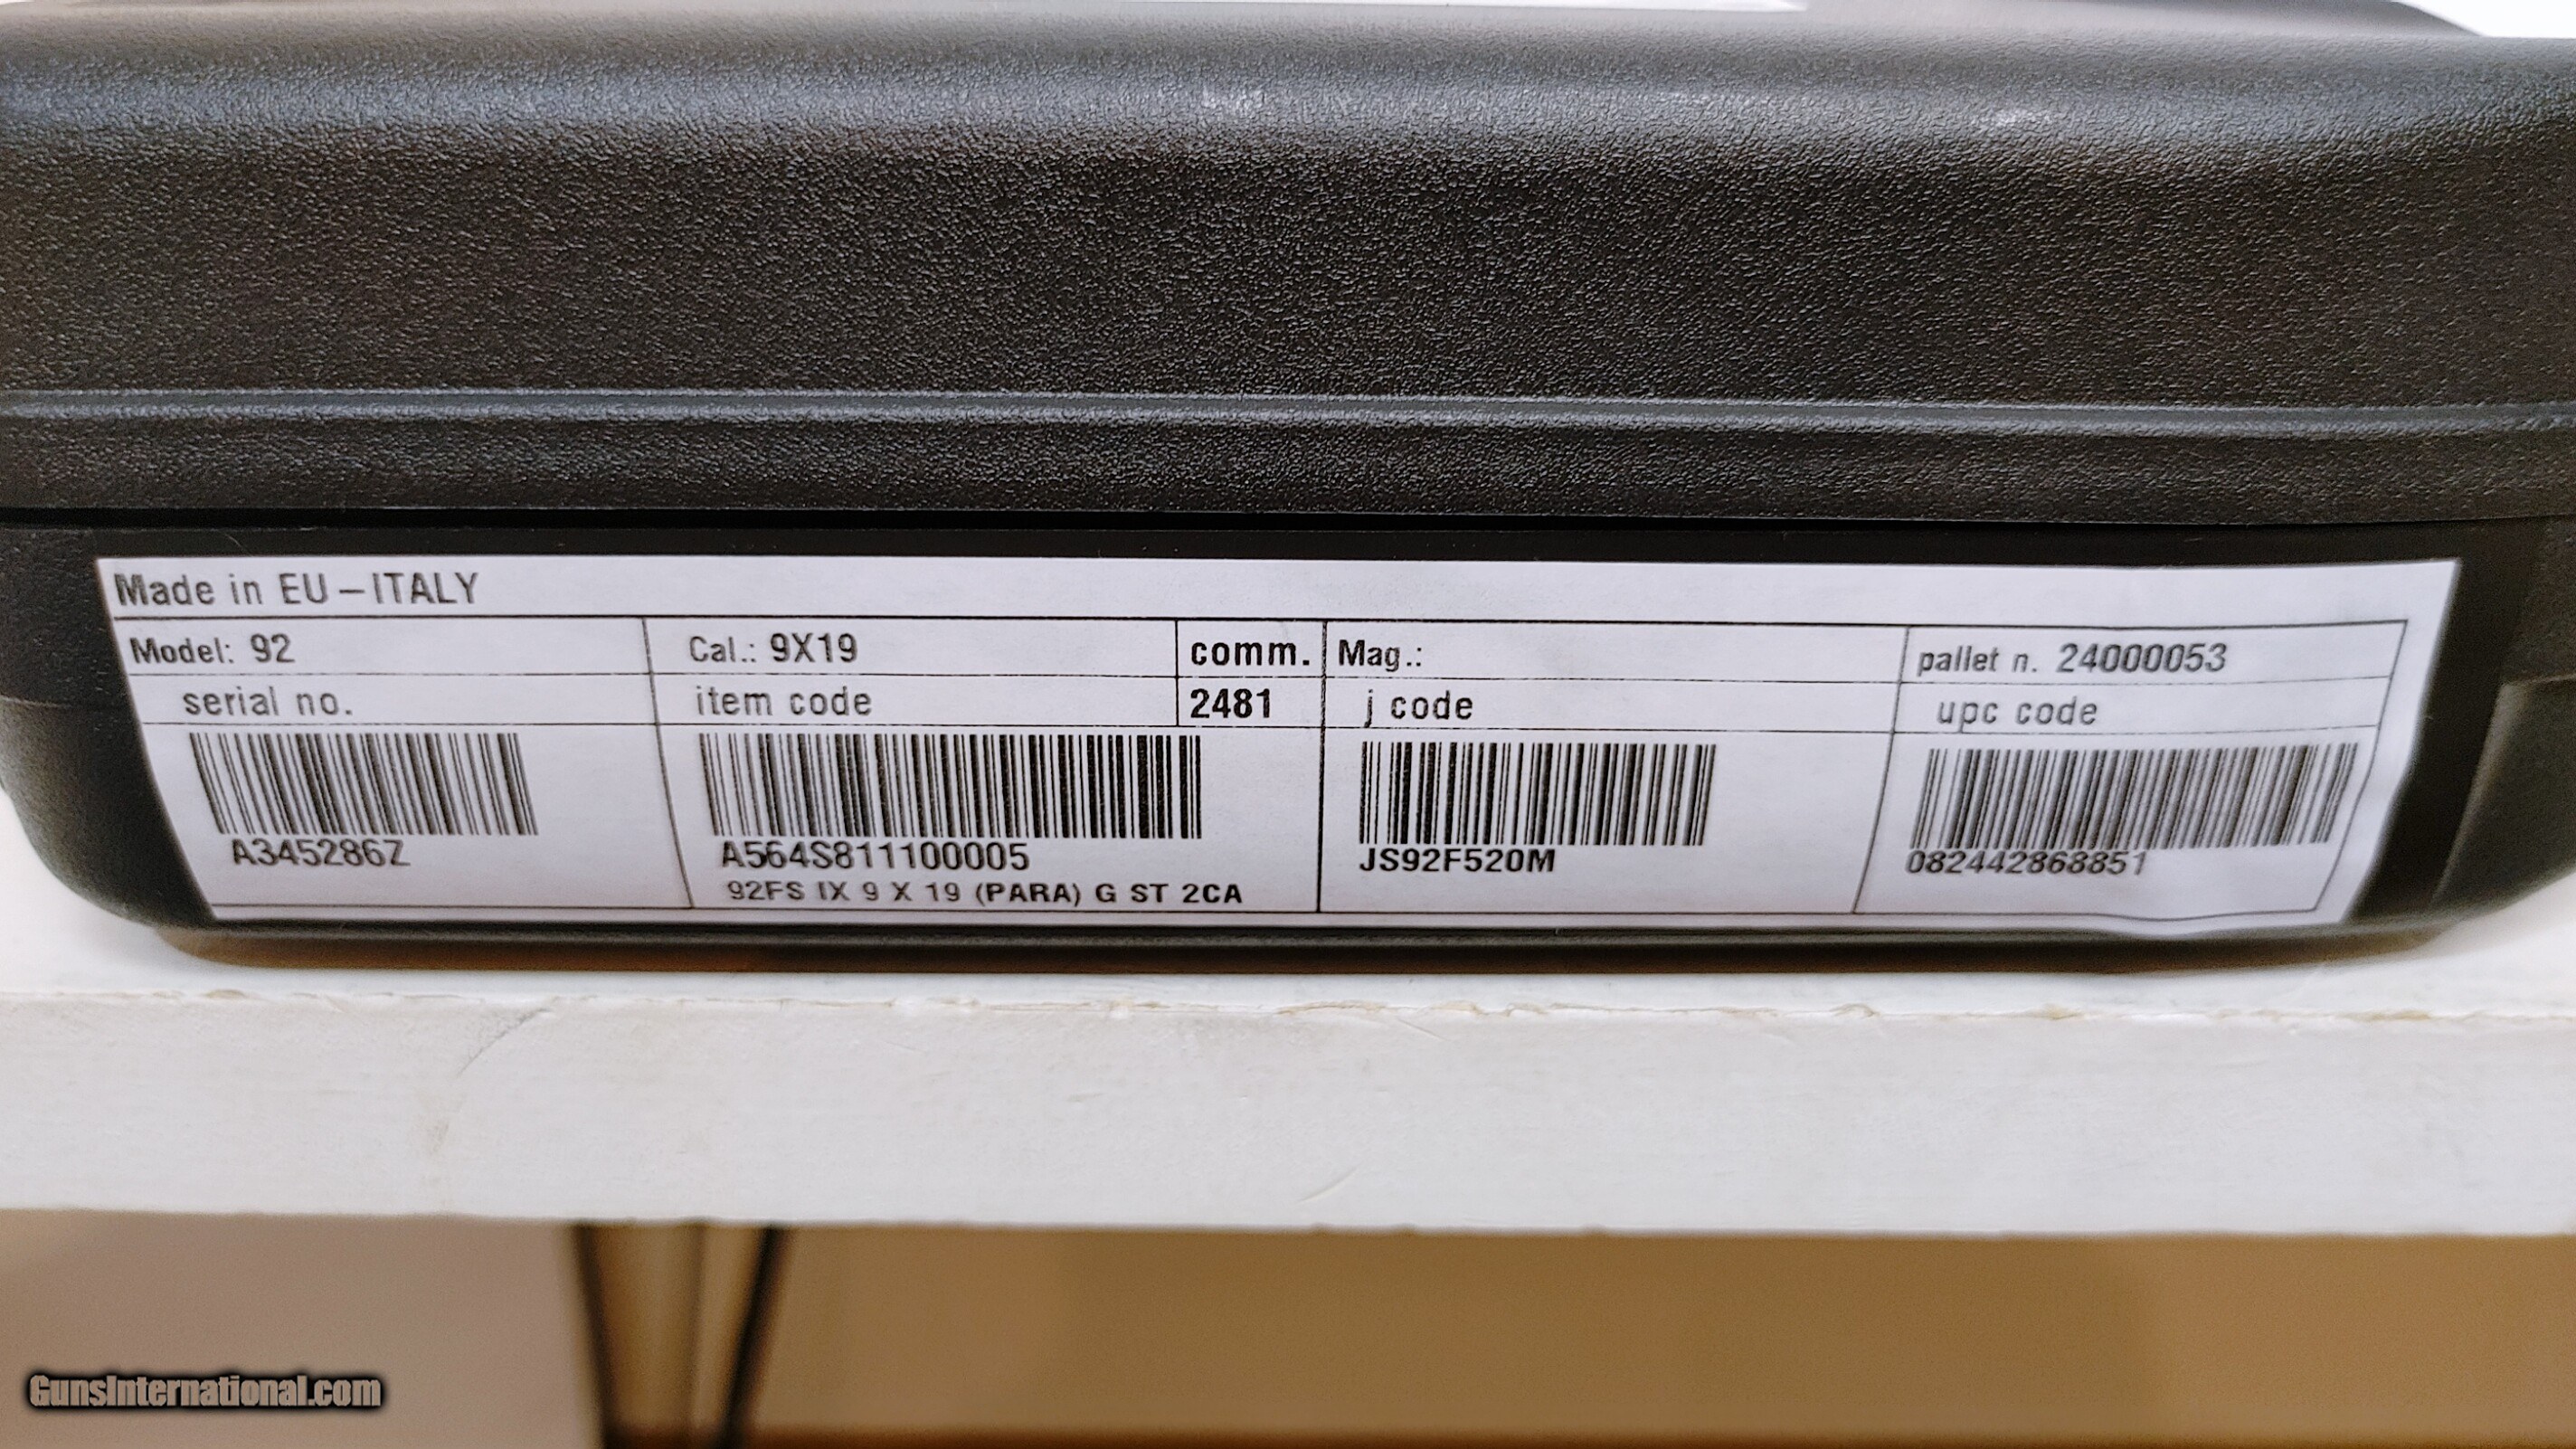 Made in EU – ITALY
Model: 92 Cal.: 9X19 comm. Mag.: pallet n. 24000053
serial no. item code 2481 j code upc code
A345286Z A564S811100005 JS92F520M 082442868851
92FS IX 9 X 19 (PARA) G ST 2CA
GunsInternational.com